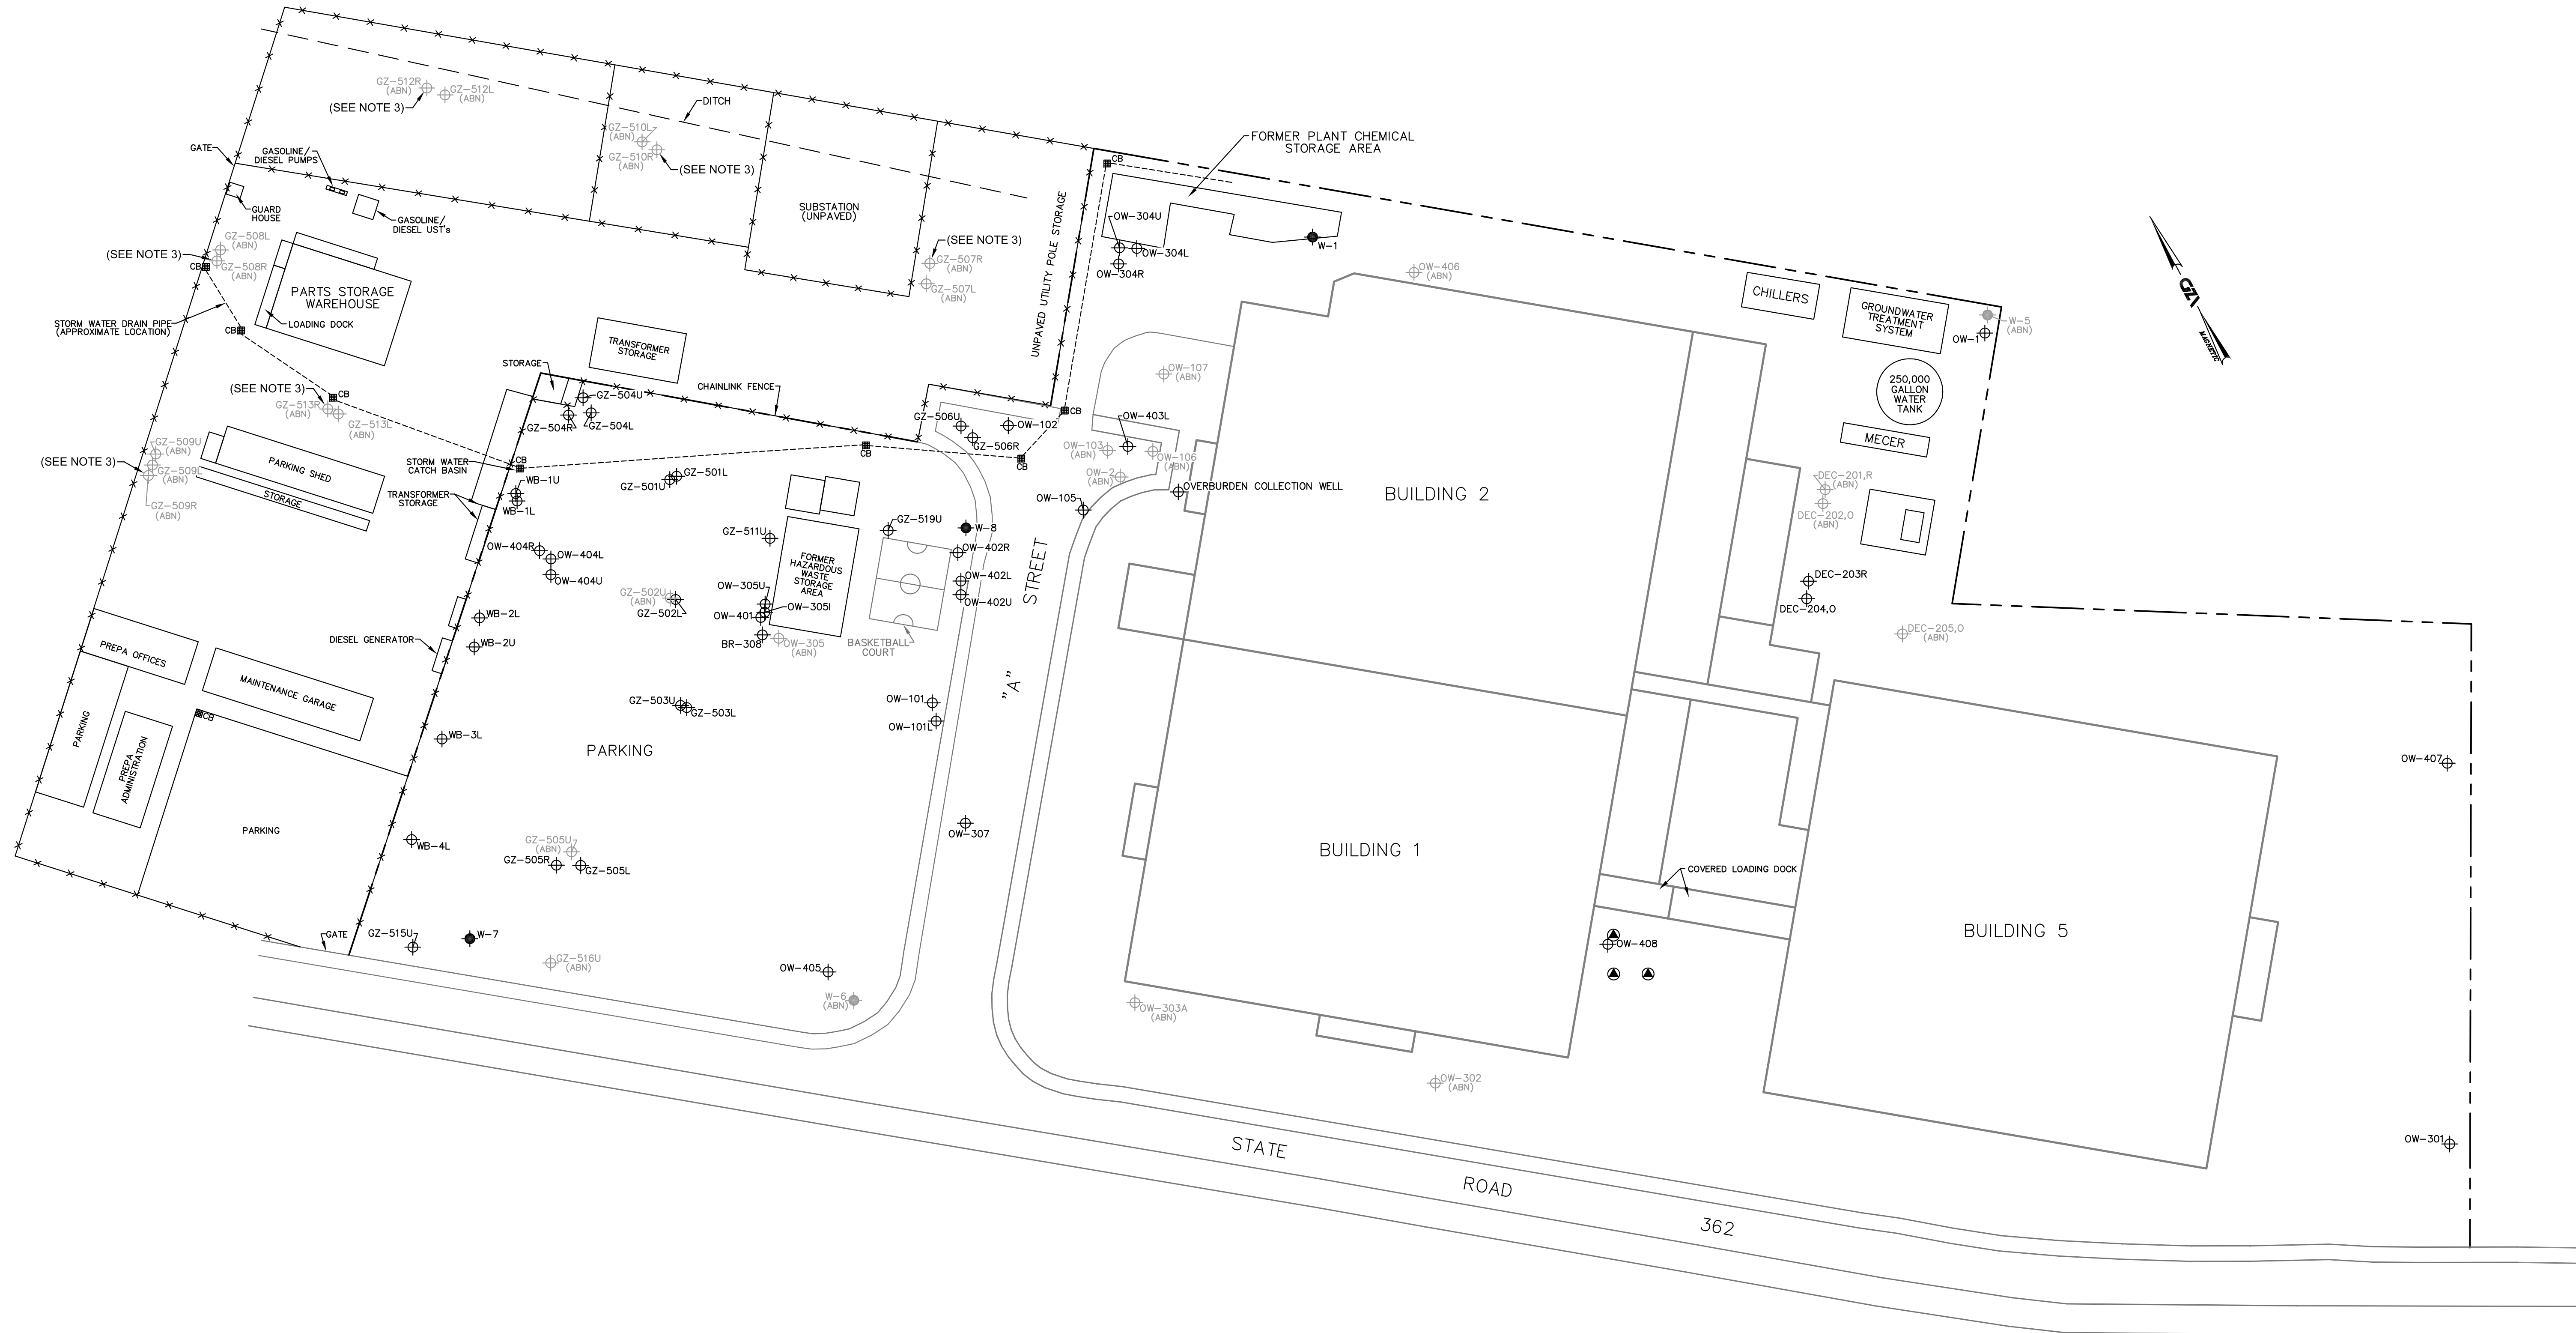 GZ-512R
(ABN)
GZ-512L
(ABN)
(SEE NOTE 3)
DITCH
GZ-510L
(ABN)
GZ-510R
(ABN)
(SEE NOTE 3)
GATE
GASOLINE/
DIESEL PUMPS
GUARD
HOUSE
GASOLINE/
DIESEL UST's
SUBSTATION
(UNPAVED)
UNPAVED UTILITY POLE STORAGE
CB
FORMER PLANT CHEMICAL
STORAGE AREA
OW-304U
OW-304L
OW-304R
W-1
GZ-508L
(ABN)
(SEE NOTE 3)
CB
GZ-508R
(ABN)
(SEE NOTE 3)
GZ-507R
(ABN)
GZ-507L
(ABN)
OW-406
(ABN)
CHILLERS
GROUNDWATER
TREATMENT
SYSTEM
W-5
(ABN)
OW-1
GZA
MAGNETIC
PARTS STORAGE
WAREHOUSE
LOADING DOCK
STORM WATER DRAIN PIPE
(APPROXIMATE LOCATION)
CB
STORAGE
TRANSFORMER
STORAGE
CHAINLINK FENCE
OW-107
(ABN)
250,000
GALLON
WATER
TANK
MECER
(SEE NOTE 3)
CB
GZ-513R
(ABN)
GZ-513L
(ABN)
GZ-504U
GZ-504R
GZ-504L
GZ-506U
GZ-506R
OW-102
CB
OW-403L
OW-103
(ABN)
OW-106
(ABN)
OW-2
(ABN)
OVERBURDEN COLLECTION WELL
OW-105
BUILDING 2
GZ-509U
(ABN)
(SEE NOTE 3)
GZ-509L
(ABN)
GZ-509R
(ABN)
PARKING SHED
STORAGE
STORM WATER
CATCH BASIN
CB
CB
CB
WB-1U
WB-1L
TRANSFORMER
STORAGE
GZ-501L
GZ-501U
GZ-511U
GZ-519U
W-8
OW-402R
OW-402L
OW-402U
DEC-201,R
(ABN)
DEC-202,O
(ABN)
DEC-203R
DEC-204,O
DEC-205,O
(ABN)
OW-404R
OW-404L
OW-404U
FORMER
HAZARDOUS
WASTE
STORAGE
AREA
GZ-502U
(ABN)
GZ-502L
OW-305U
OW-305I
OW-401
BR-308
OW-305
(ABN)
BASKETBALL
COURT
STREET
"A"
WB-2L
WB-2U
DIESEL GENERATOR
PREPA OFFICES
MAINTENANCE GARAGE
PARKING
PREPA
ADMINISTRATION
CB
WB-3L
GZ-503U
GZ-503L
OW-101
OW-101L
PARKING
OW-407
PARKING
WB-4L
GZ-505U
(ABN)
GZ-505R
GZ-505L
OW-307
BUILDING 1
COVERED LOADING DOCK
BUILDING 5
GATE
GZ-515U
W-7
GZ-516U
(ABN)
OW-405
W-6
(ABN)
OW-408
OW-303A
(ABN)
OW-302
(ABN)
OW-301
STATE
ROAD
362